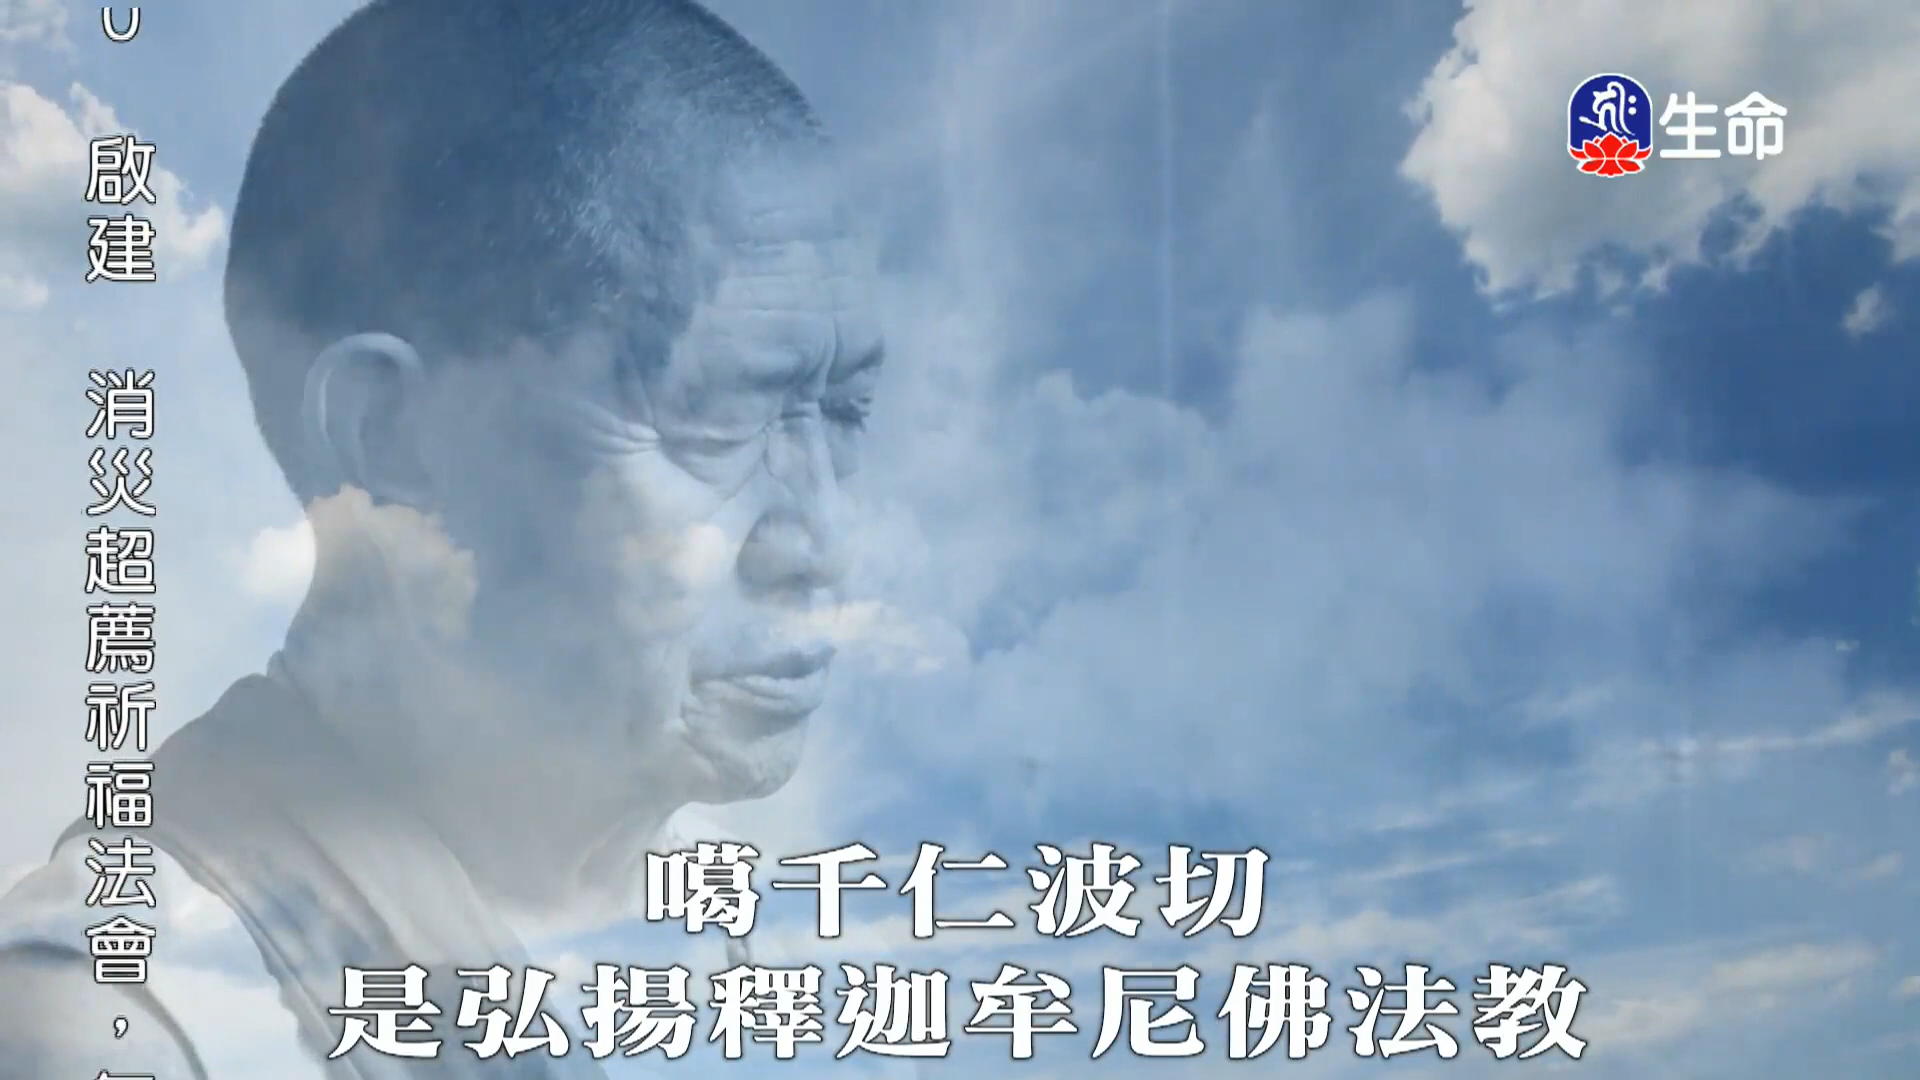 生命
啟建 消災超薦祈福法會，
噶千仁波切
是弘揚釋迦牟尼佛法教